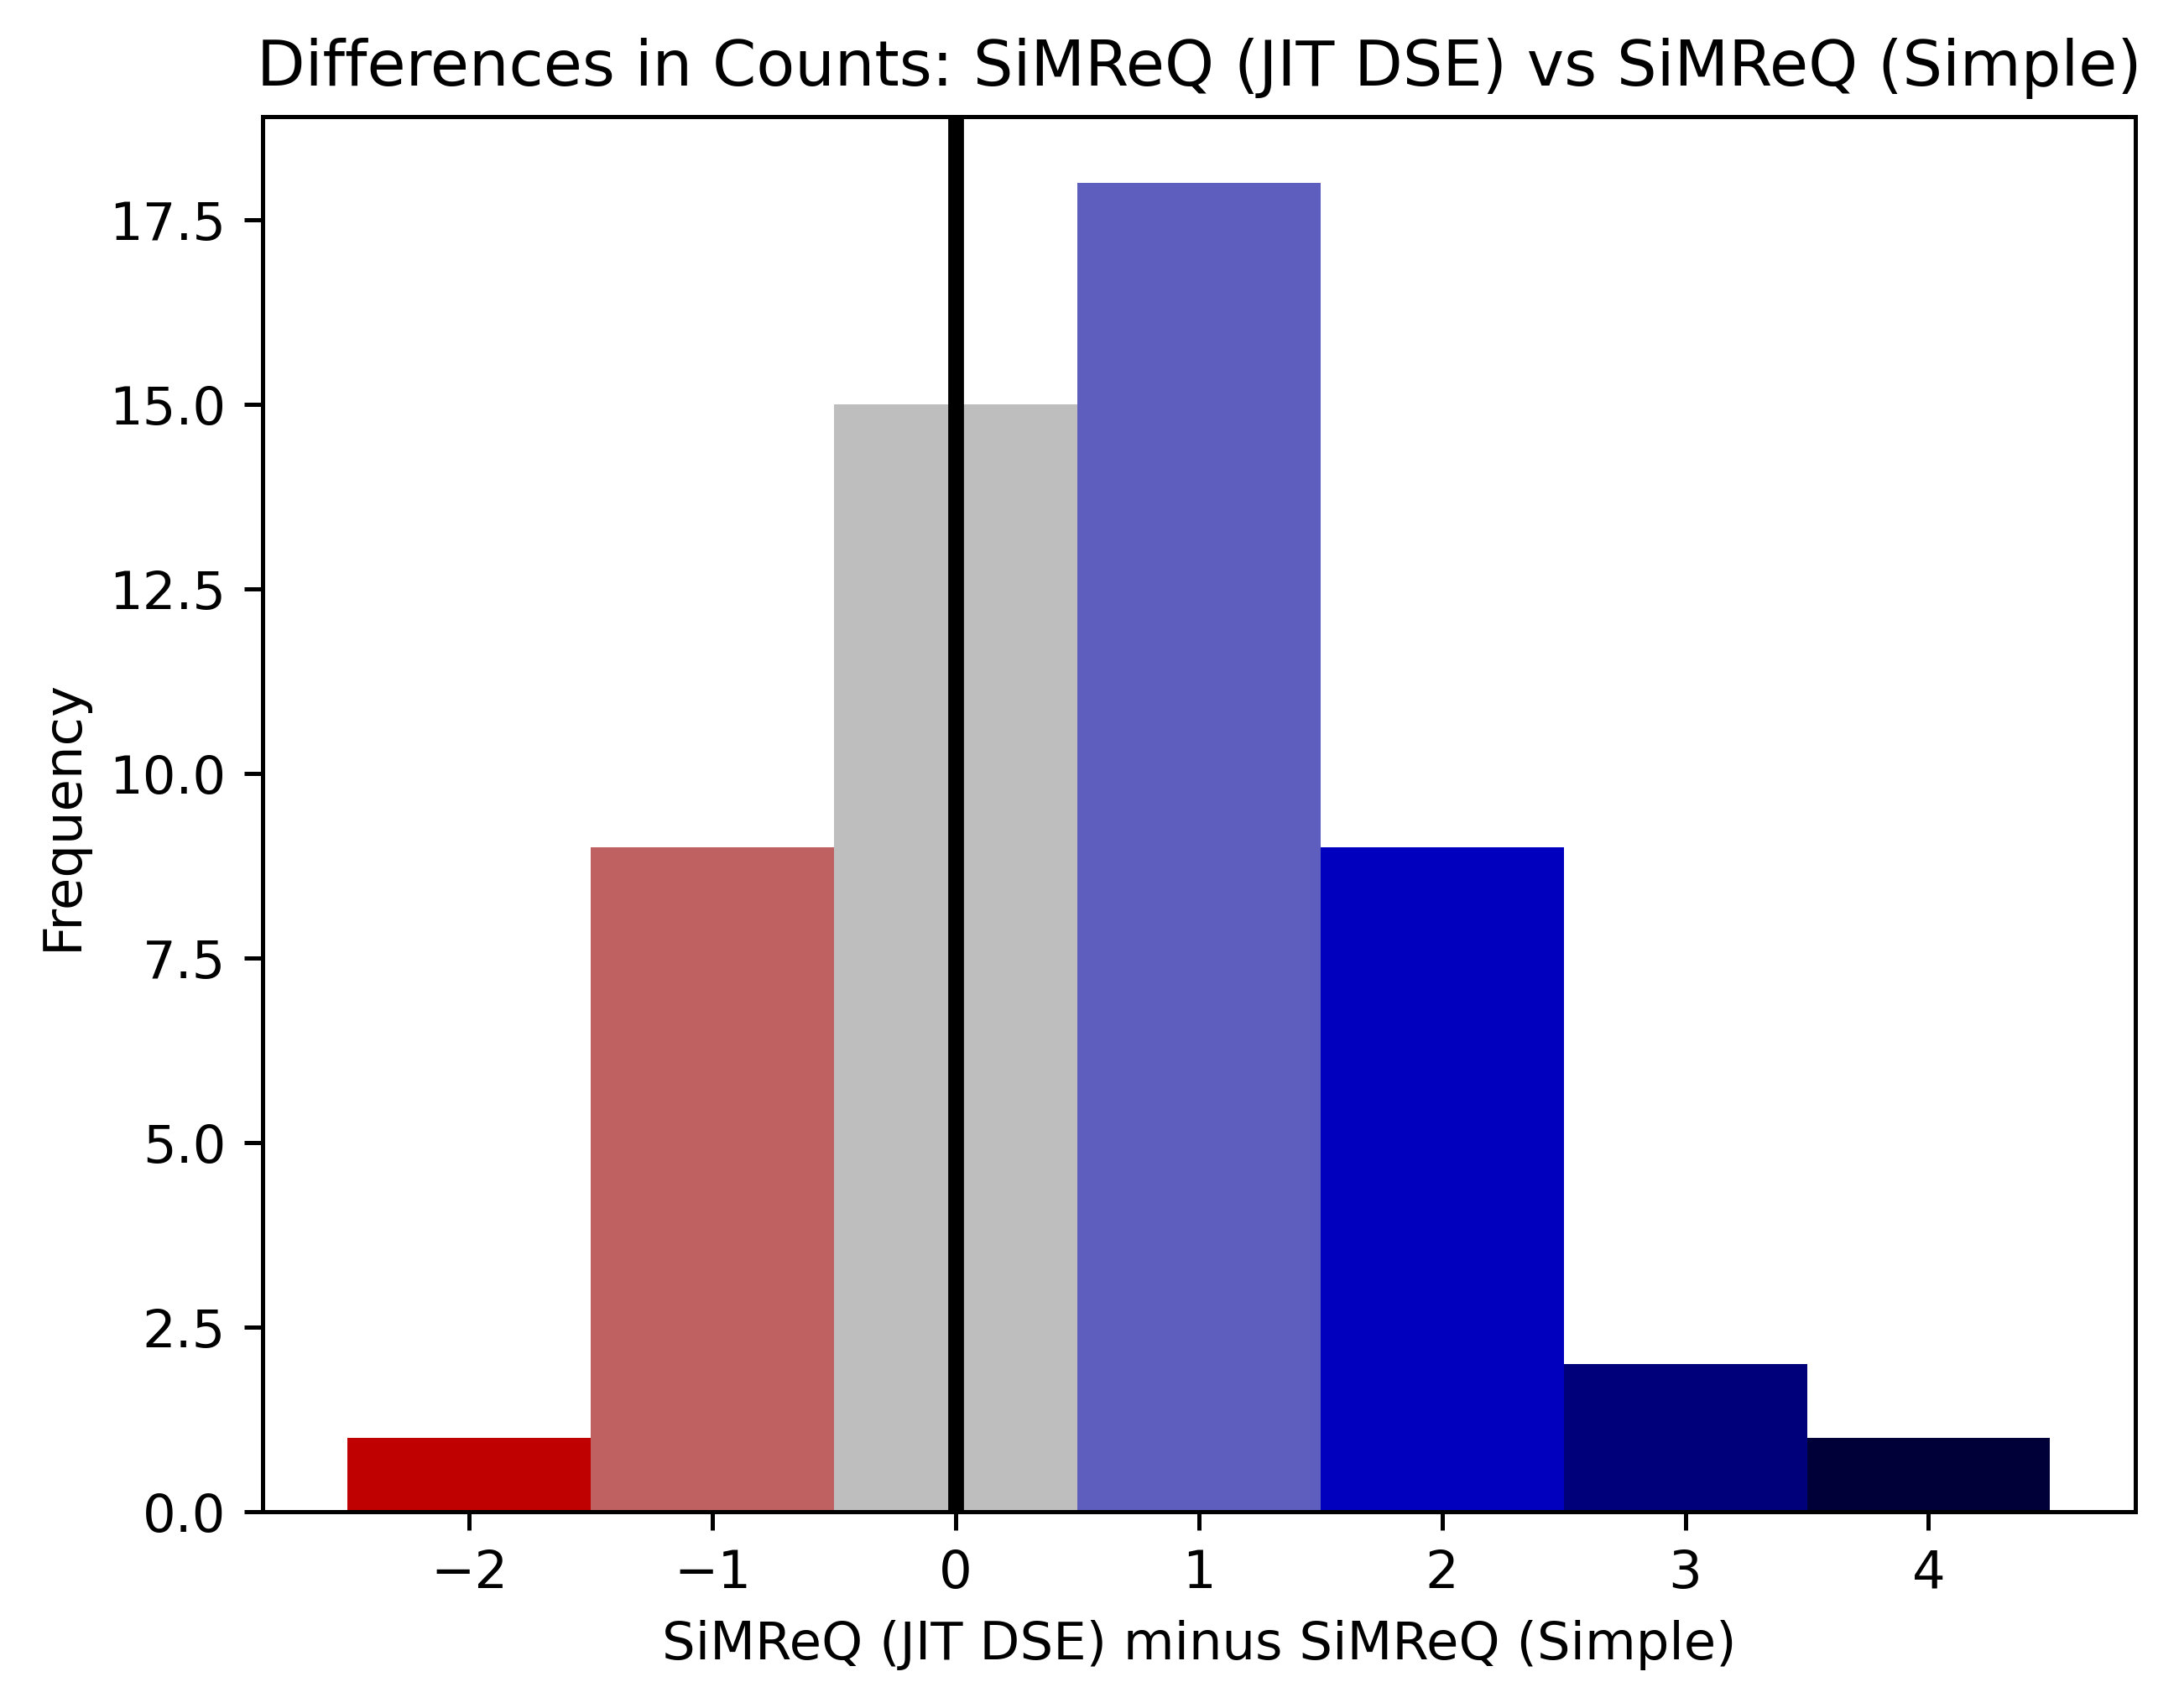 Differences in Counts: SiMReQ (JIT DSE) vs SiMReQ (Simple)
17.5
15.0
12.5
10.0
7.5
5.0
2.5
0.0
Frequency
−2 −1 0 1 2 3 4
SiMReQ (JIT DSE) minus SiMReQ (Simple)